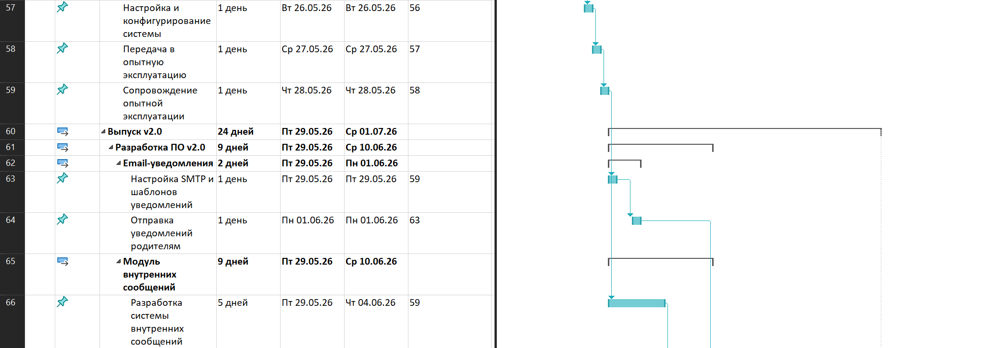 57 Настройка и 1 день Вт 26.05.26 Вт 26.05.26 56
конфигурирование
системы
58 Передача в 1 день Ср 27.05.26 Ср 27.05.26 57
опытную
эксплуатацию
59 Сопровождение 1 день Чт 28.05.26 Чт 28.05.26 58
опытной
эксплуатации
60 Выпуск v2.0 24 дней Пт 29.05.26 Ср 01.07.26
61 Разработка ПО v2.0 9 дней Пт 29.05.26 Ср 10.06.26
62 Email-уведомления 2 дней Пт 29.05.26 Пн 01.06.26
63 Настройка SMTP и 1 день Пт 29.05.26 Пт 29.05.26 59
шаблонов
уведомлений
64 Отправка 1 день Пн 01.06.26 Пн 01.06.26 63
уведомлений
родителям
65 Модуль 9 дней Пт 29.05.26 Ср 10.06.26
внутренних
сообщений
66 Разработка 5 дней Пт 29.05.26 Чт 04.06.26 59
системы
внутренних
сообщений